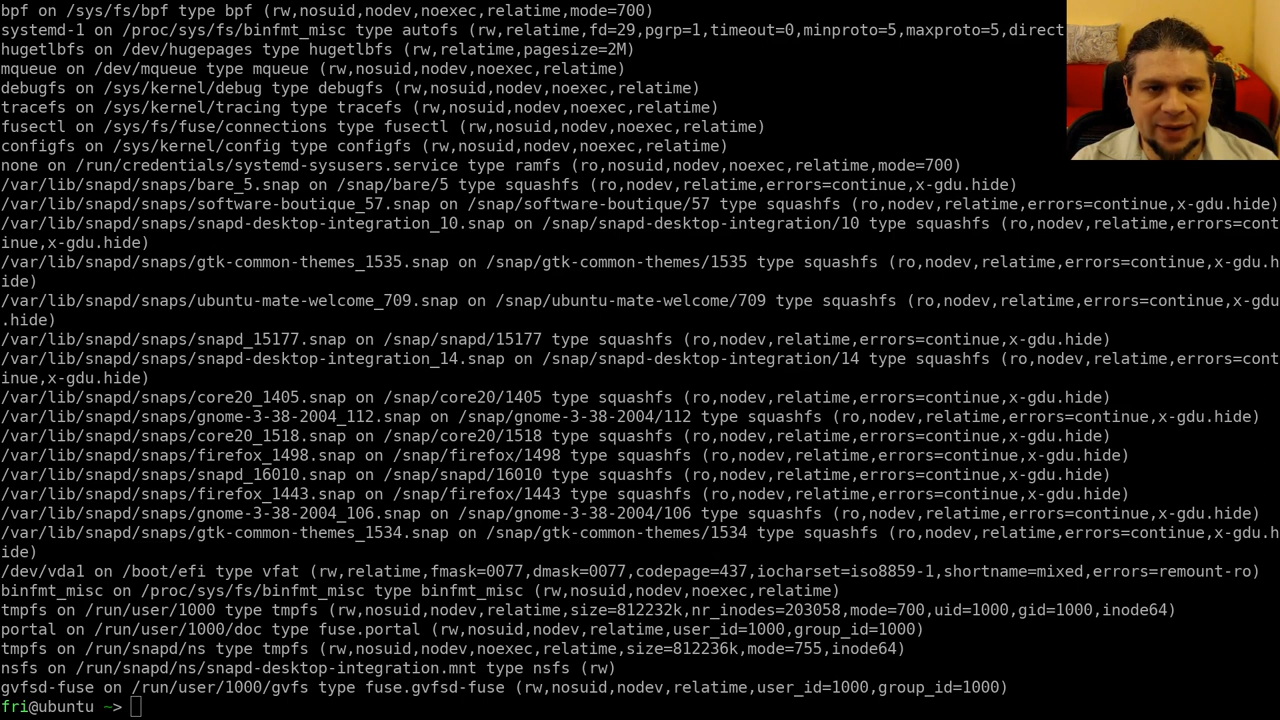 bpf on /sys/fs/bpf type bpf (rw,nosuid,nodev,noexec,relatime,mode=700)
systemd-1 on /proc/sys/fs/binfmt_misc type autofs (rw,relatime,fd=29,pgrp=1,timeout=0,minproto=5,maxproto=5,direct
hugetlbfs on /dev/hugepages type hugetlbfs (rw,relatime,pagesize=2M)
mqueue on /dev/mqueue type mqueue (rw,nosuid,nodev,noexec,relatime)
debugfs on /sys/kernel/debug type debugfs (rw,nosuid,nodev,noexec,relatime)
tracefs on /sys/kernel/tracing type tracefs (rw,nosuid,nodev,noexec,relatime)
fusectl on /sys/fs/fuse/connections type fusectl (rw,nosuid,nodev,noexec,relatime)
configfs on /sys/kernel/config type configfs (rw,nosuid,nodev,noexec,relatime)
none on /run/credentials/systemd-sysusers.service type ramfs (ro,nosuid,nodev,noexec,relatime,mode=700)
/var/lib/snapd/snaps/bare_5.snap on /snap/bare/5 type squashfs (ro,nodev,relatime,errors=continue,x-gdu.hide)
/var/lib/snapd/snaps/software-boutique_57.snap on /snap/software-boutique/57 type squashfs (ro,nodev,relatime,errors=continue,x-gdu.hide)
/var/lib/snapd/snaps/snapd-desktop-integration_10.snap on /snap/snapd-desktop-integration/10 type squashfs (ro,nodev,relatime,errors=cont
inue,x-gdu.hide)
/var/lib/snapd/snaps/gtk-common-themes_1535.snap on /snap/gtk-common-themes/1535 type squashfs (ro,nodev,relatime,errors=continue,x-gdu.h
ide)
/var/lib/snapd/snaps/ubuntu-mate-welcome_709.snap on /snap/ubuntu-mate-welcome/709 type squashfs (ro,nodev,relatime,errors=continue,x-gdu
.hide)
/var/lib/snapd/snaps/snapd_15177.snap on /snap/snapd/15177 type squashfs (ro,nodev,relatime,errors=continue,x-gdu.hide)
/var/lib/snapd/snaps/snapd-desktop-integration_14.snap on /snap/snapd-desktop-integration/14 type squashfs (ro,nodev,relatime,errors=cont
inue,x-gdu.hide)
/var/lib/snapd/snaps/core20_1405.snap on /snap/core20/1405 type squashfs (ro,nodev,relatime,errors=continue,x-gdu.hide)
/var/lib/snapd/snaps/gnome-3-38-2004_112.snap on /snap/gnome-3-38-2004/112 type squashfs (ro,nodev,relatime,errors=continue,x-gdu.hide)
/var/lib/snapd/snaps/core20_1518.snap on /snap/core20/1518 type squashfs (ro,nodev,relatime,errors=continue,x-gdu.hide)
/var/lib/snapd/snaps/firefox_1498.snap on /snap/firefox/1498 type squashfs (ro,nodev,relatime,errors=continue,x-gdu.hide)
/var/lib/snapd/snaps/snapd_16010.snap on /snap/snapd/16010 type squashfs (ro,nodev,relatime,errors=continue,x-gdu.hide)
/var/lib/snapd/snaps/firefox_1443.snap on /snap/firefox/1443 type squashfs (ro,nodev,relatime,errors=continue,x-gdu.hide)
/var/lib/snapd/snaps/gnome-3-38-2004_106.snap on /snap/gnome-3-38-2004/106 type squashfs (ro,nodev,relatime,errors=continue,x-gdu.hide)
/var/lib/snapd/snaps/gtk-common-themes_1534.snap on /snap/gtk-common-themes/1534 type squashfs (ro,nodev,relatime,errors=continue,x-gdu.h
ide)
/dev/vda1 on /boot/efi type vfat (rw,relatime,fmask=0077,dmask=0077,codepage=437,iocharset=iso8859-1,shortname=mixed,errors=remount-ro)
binfmt_misc on /proc/sys/fs/binfmt_misc type binfmt_misc (rw,nosuid,nodev,noexec,relatime)
tmpfs on /run/user/1000 type tmpfs (rw,nosuid,nodev,relatime,size=812232k,nr_inodes=203058,mode=700,uid=1000,gid=1000,inode64)
portal on /run/user/1000/doc type fuse.portal (rw,nosuid,nodev,relatime,user_id=1000,group_id=1000)
tmpfs on /run/snapd/ns type tmpfs (rw,nosuid,nodev,noexec,relatime,size=812236k,mode=755,inode64)
nsfs on /run/snapd/ns/snapd-desktop-integration.mnt type nsfs (rw)
gvfsd-fuse on /run/user/1000/gvfs type fuse.gvfsd-fuse (rw,nosuid,nodev,relatime,user_id=1000,group_id=1000)
fri@ubuntu ~>